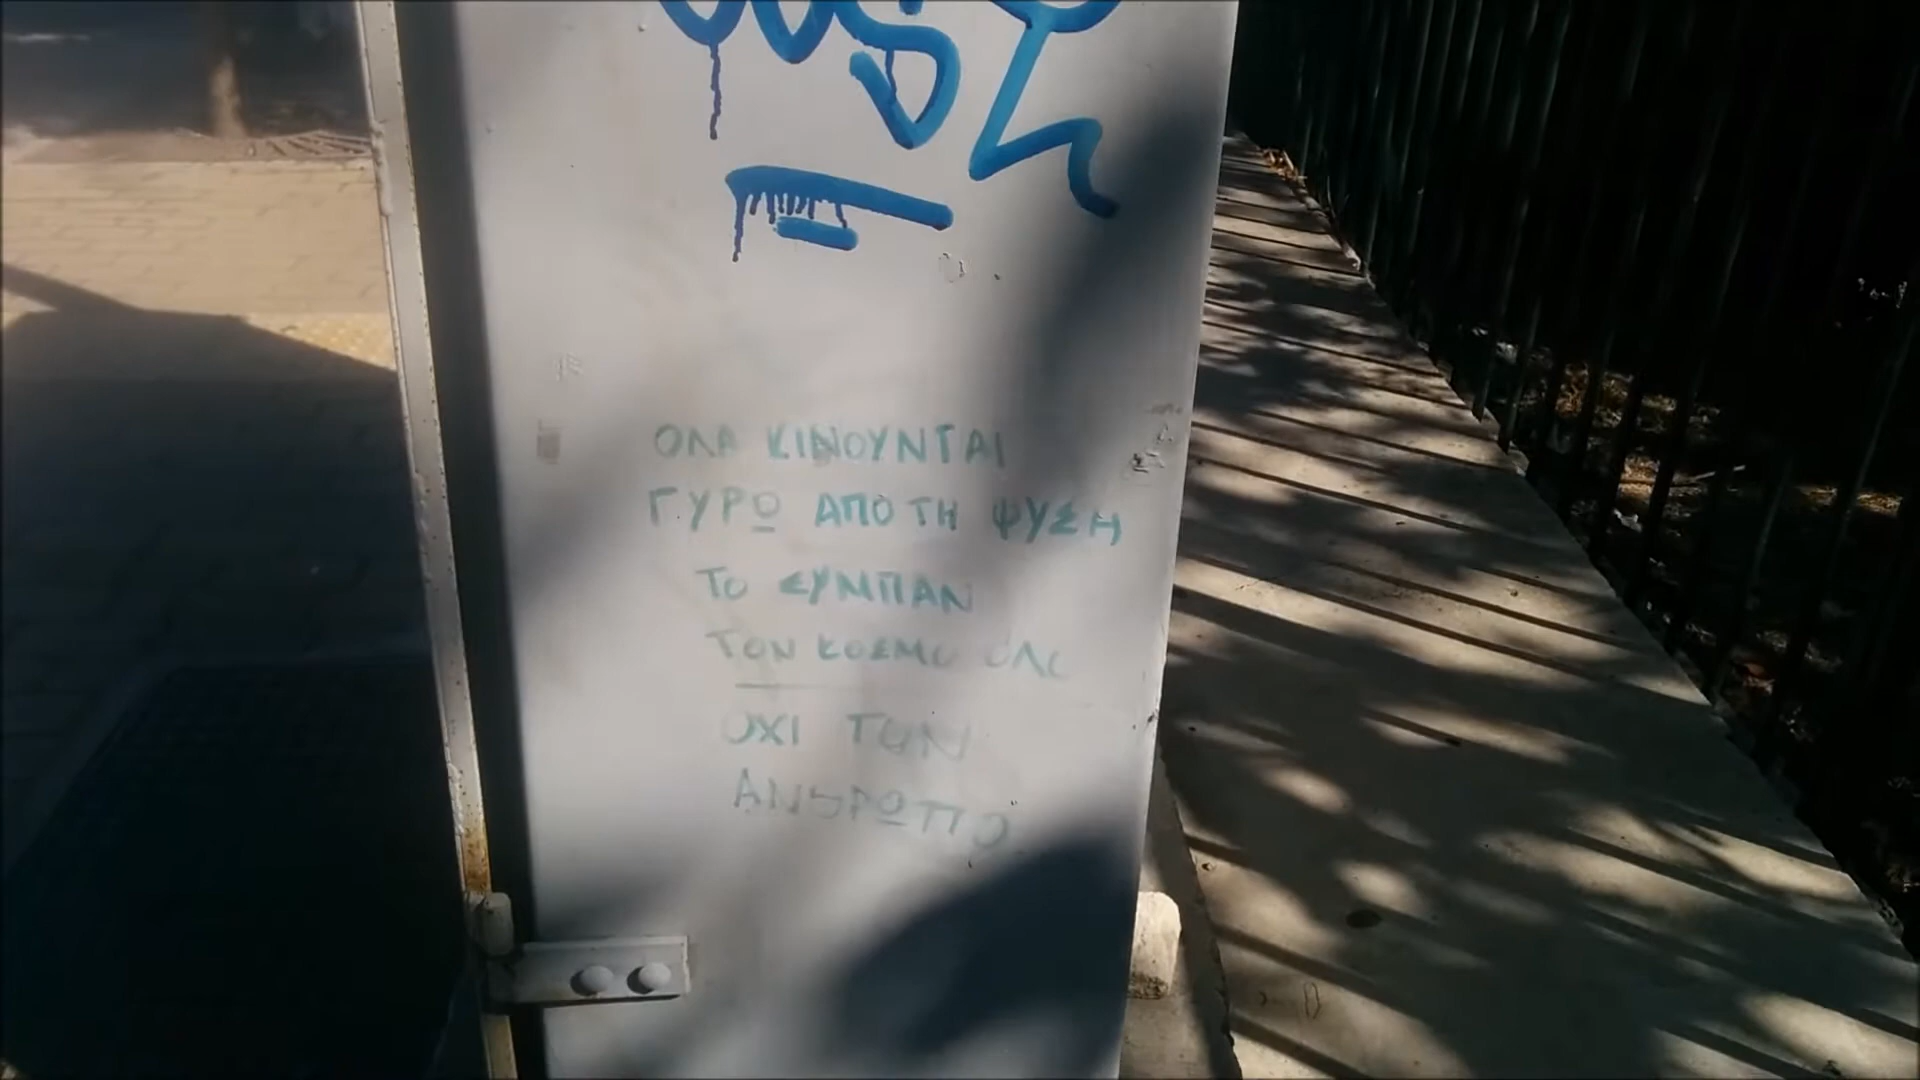 ΟΛΑ ΚΙΝΟΥΝΤΑΙ
ΓΥΡΩ ΑΠΟ ΤΗ ΦΥΣΗ
ΤΟ ΣΥΜΠΑΝ
ΤΟΝ ΚΟΣΜΟ ΟΛΟ
ΟΧΙ ΤΟΝ
ΑΝΘΡΩΠΟ